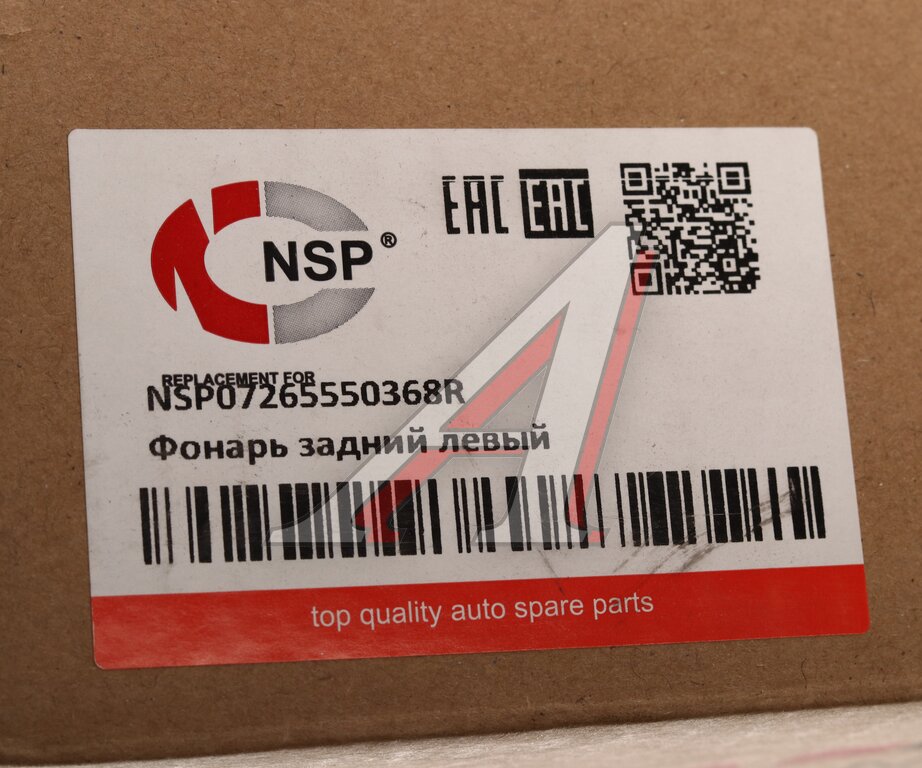 NSP®
EAC EAC
REPLACEMENT FOR
NSP07265550368R
Фонарь задний левый
top quality auto spare parts